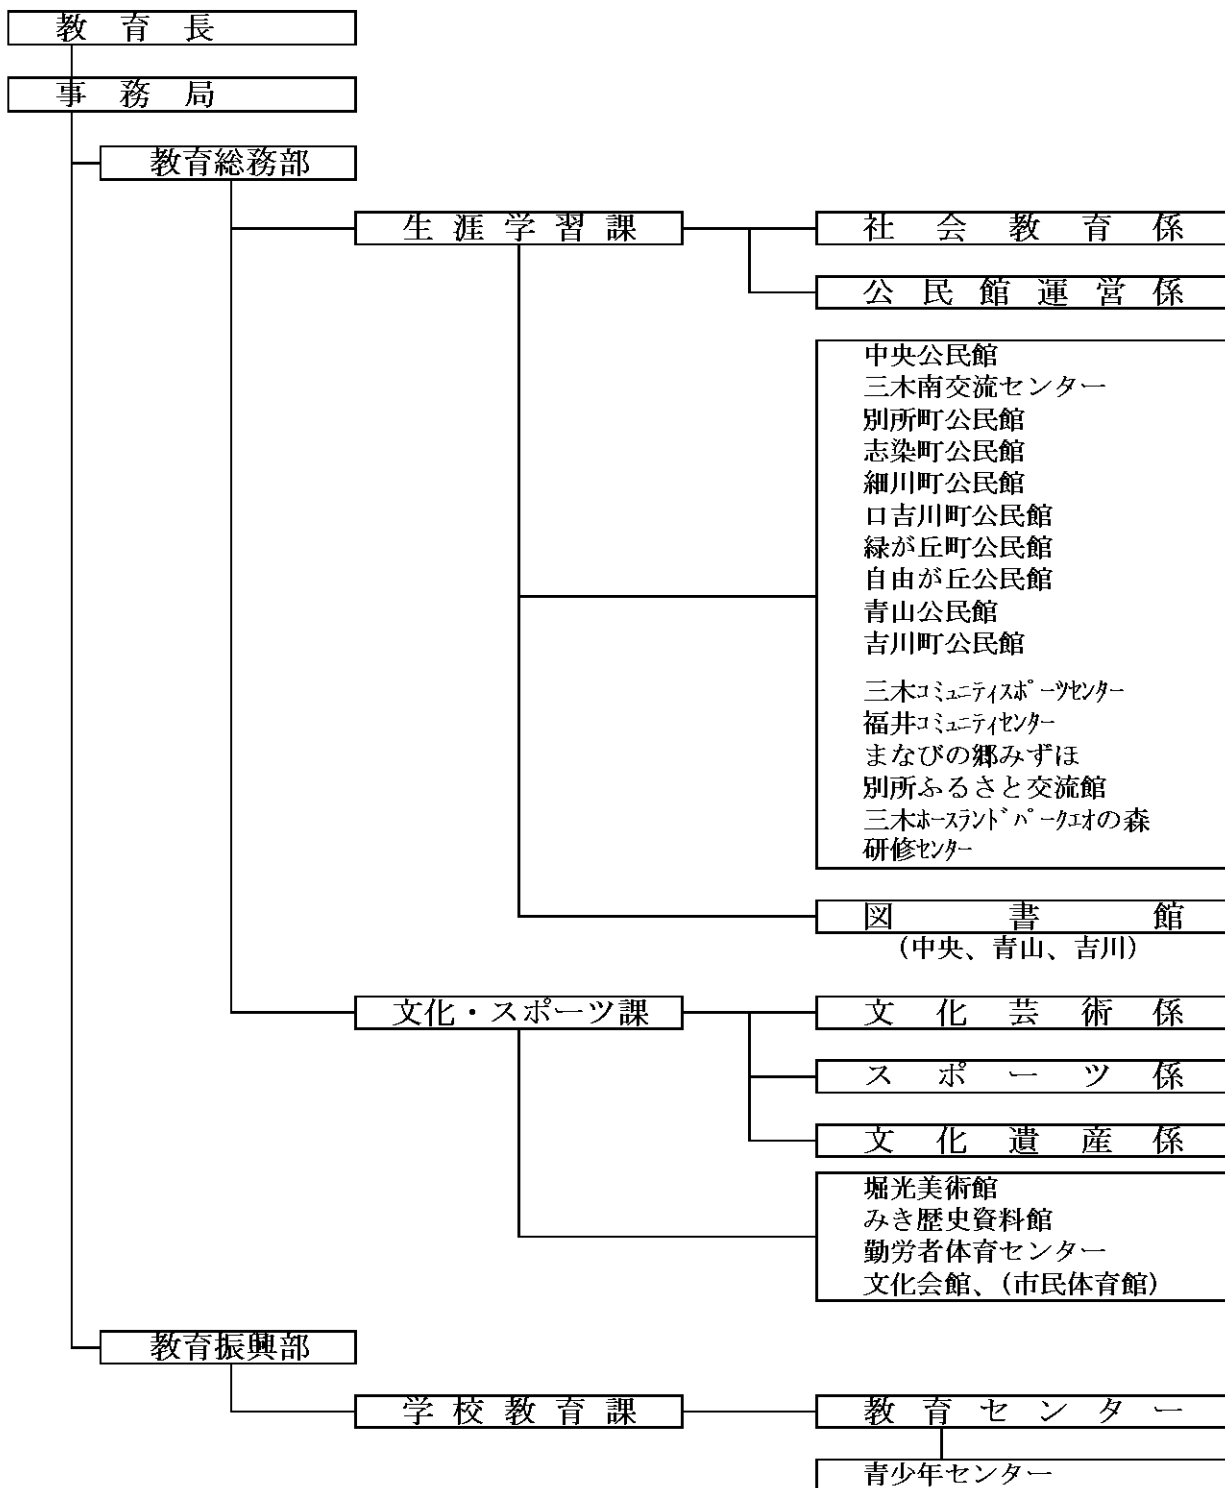 教育長
事務局
教育総務部
生涯学習課
社会教育係
公民館運営係
中央公民館
三木南交流センター
別所町公民館
志染町公民館
細川町公民館
口吉川町公民館
緑が丘町公民館
自由が丘公民館
青山公民館
吉川町公民館
三木コミュニティスポーツセンター
福井コミュニティセンター
まなびの郷みずほ
別所ふるさと交流館
三木ホースランドパークエオの森
研修センター
図書館
(中央、青山、吉川)
文化・スポーツ課
文化芸術係
スポーツ係
文化遺産係
堀光美術館
みき歴史資料館
勤労者体育センター
文化会館、(市民体育館)
教育振興部
学校教育課
教育センター
青少年センター